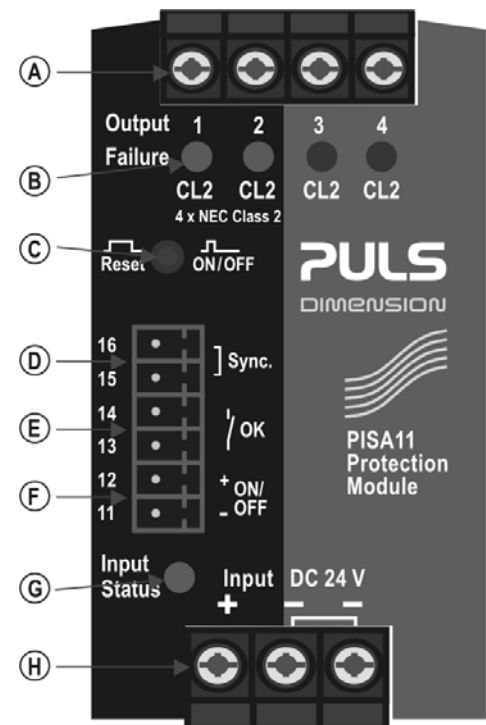 A
Output 1 2 3 4
Failure
B
CL2 CL2 CL2 CL2
4 x NEC Class 2
C
Reset ON/OFF
PULS
DIMENSION
D
16
15
Sync.
E
14
13
OK
PISA11
Protection
Module
F
12
11
+ ON/
- OFF
G
Input
Status
Input DC 24 V
+ - -
H